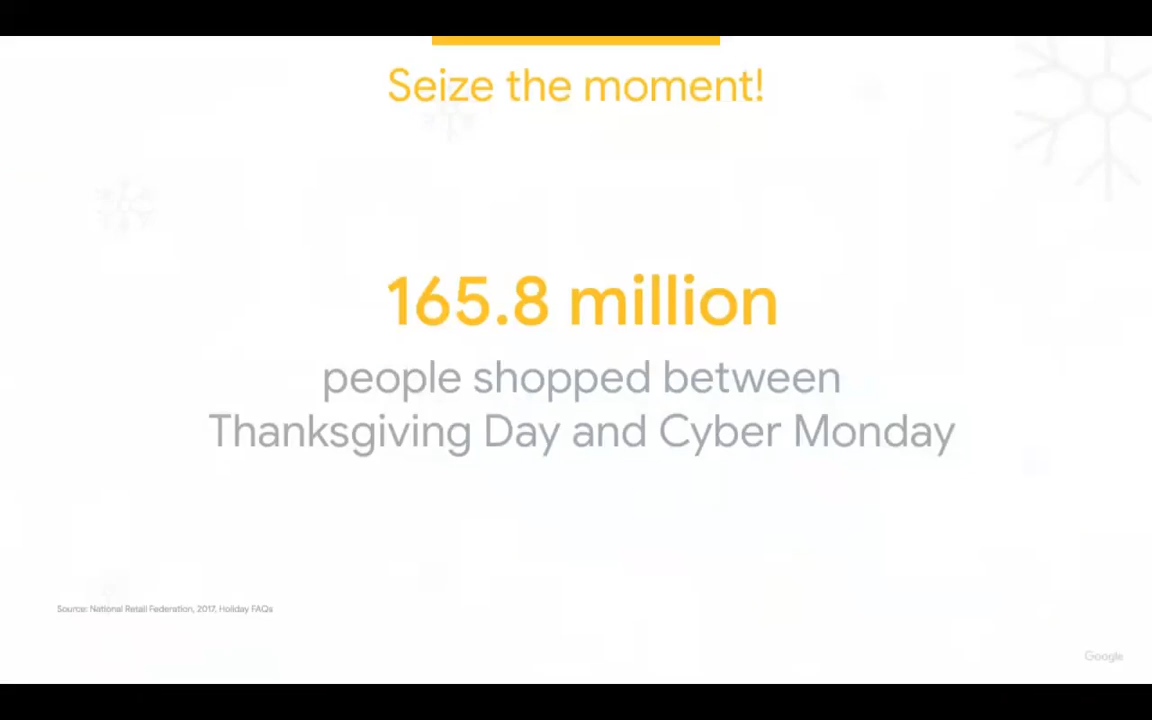 Seize the moment!
165.8 million
people shopped between
Thanksgiving Day and Cyber Monday
Source: National Retail Federation, 2017, Holiday FAQs
Google